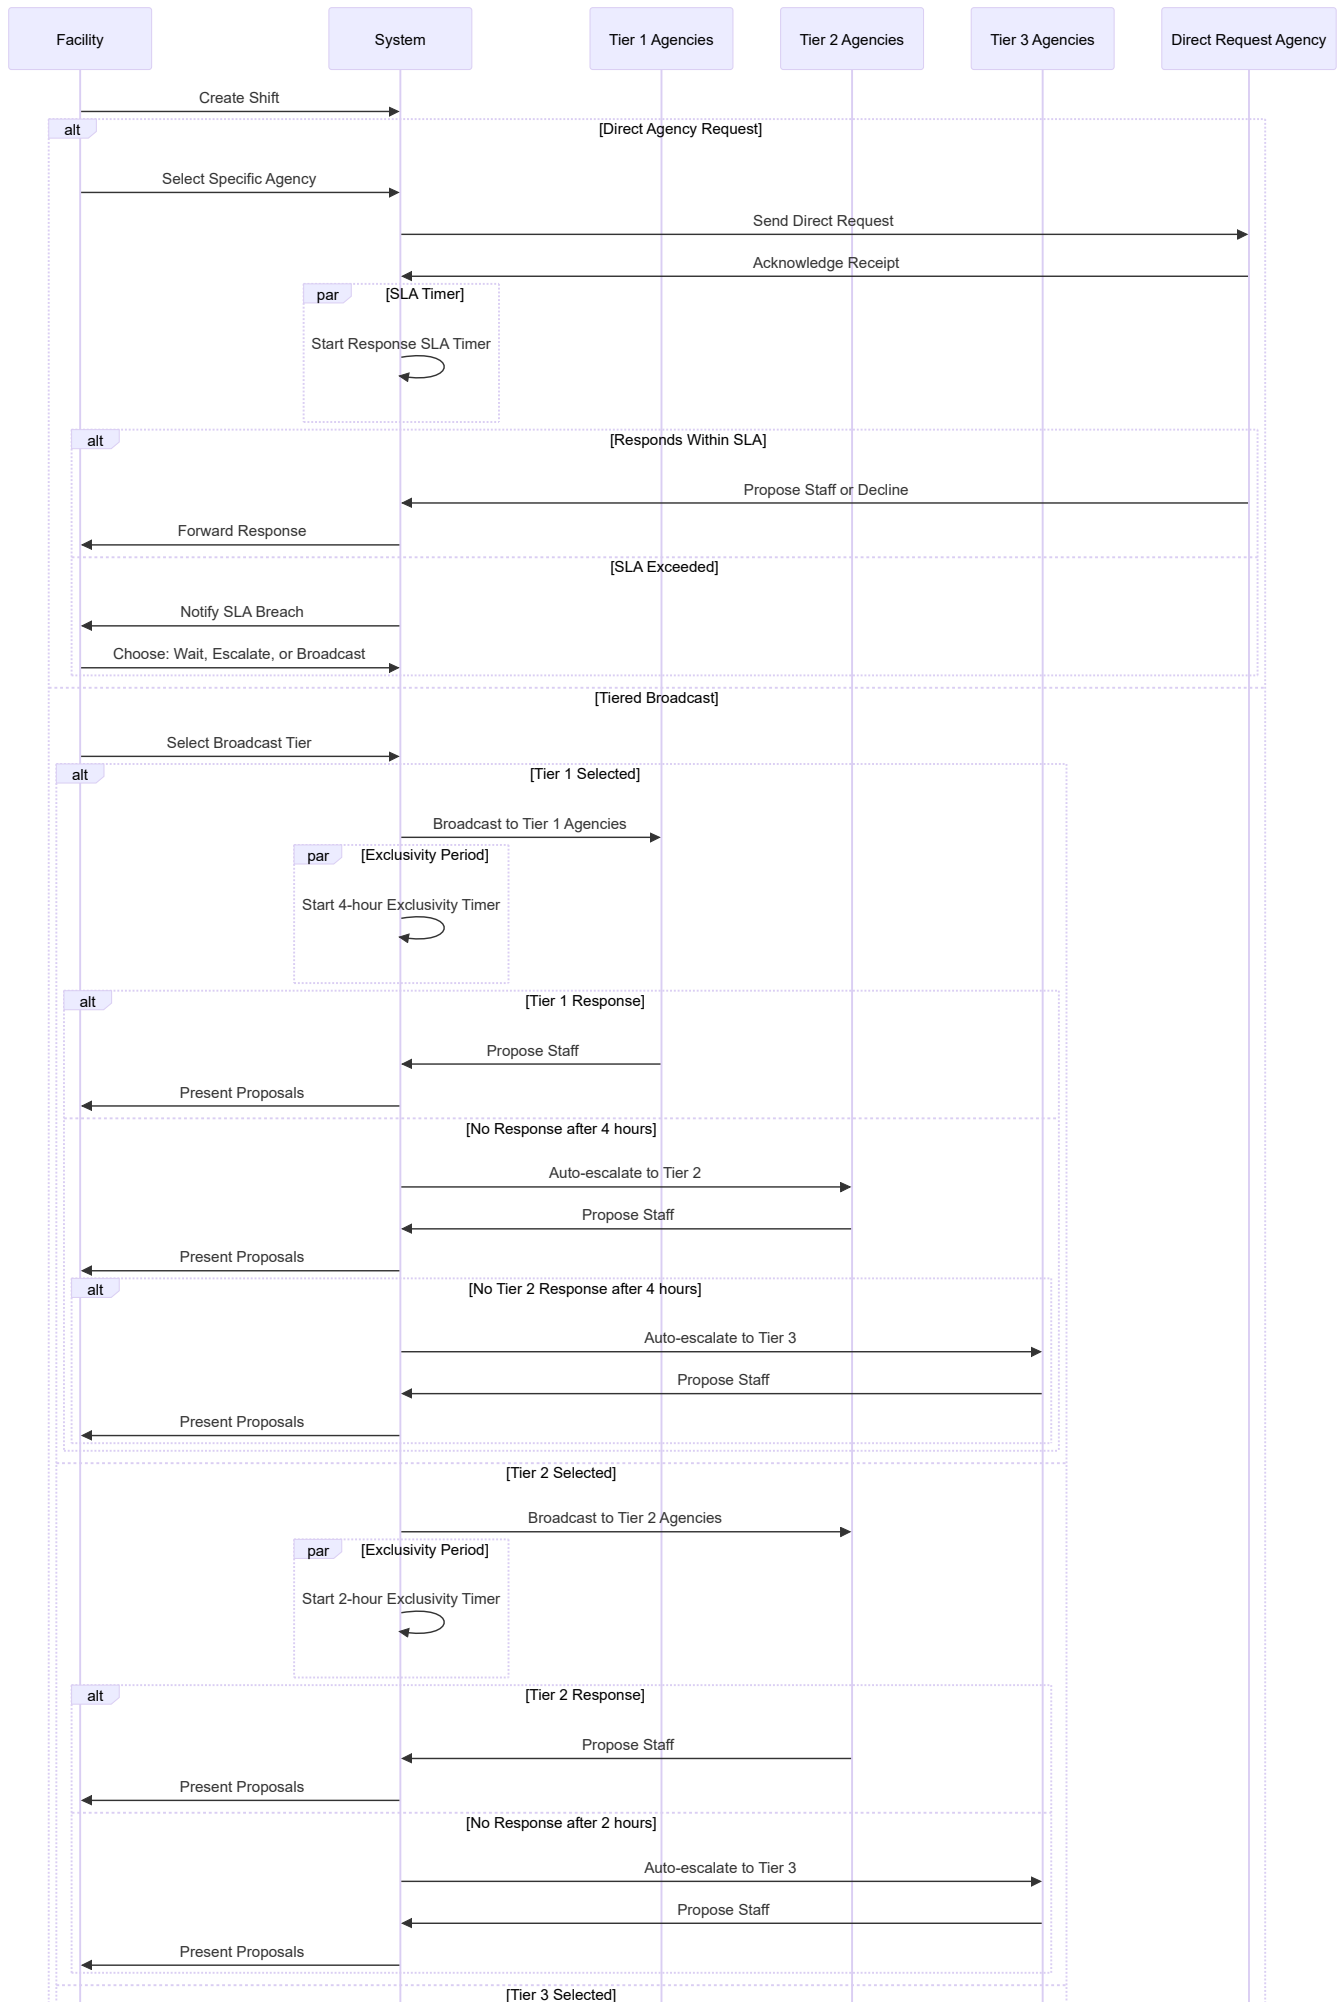 Facility
System
Tier 1 Agencies
Tier 2 Agencies
Tier 3 Agencies
Direct Request Agency
Create Shift
alt
[Direct Agency Request]
Select Specific Agency
Send Direct Request
Acknowledge Receipt
par
[SLA Timer]
Start Response SLA Timer
alt
[Responds Within SLA]
Propose Staff or Decline
Forward Response
[SLA Exceeded]
Notify SLA Breach
Choose: Wait, Escalate, or Broadcast
[Tiered Broadcast]
Select Broadcast Tier
alt
[Tier 1 Selected]
Broadcast to Tier 1 Agencies
par
[Exclusivity Period]
Start 4-hour Exclusivity Timer
alt
[Tier 1 Response]
Propose Staff
Present Proposals
[No Response after 4 hours]
Auto-escalate to Tier 2
Propose Staff
Present Proposals
alt
[No Tier 2 Response after 4 hours]
Auto-escalate to Tier 3
Propose Staff
Present Proposals
[Tier 2 Selected]
Broadcast to Tier 2 Agencies
par
[Exclusivity Period]
Start 2-hour Exclusivity Timer
alt
[Tier 2 Response]
Propose Staff
Present Proposals
[No Response after 2 hours]
Auto-escalate to Tier 3
Propose Staff
Present Proposals
[Tier 3 Selected]